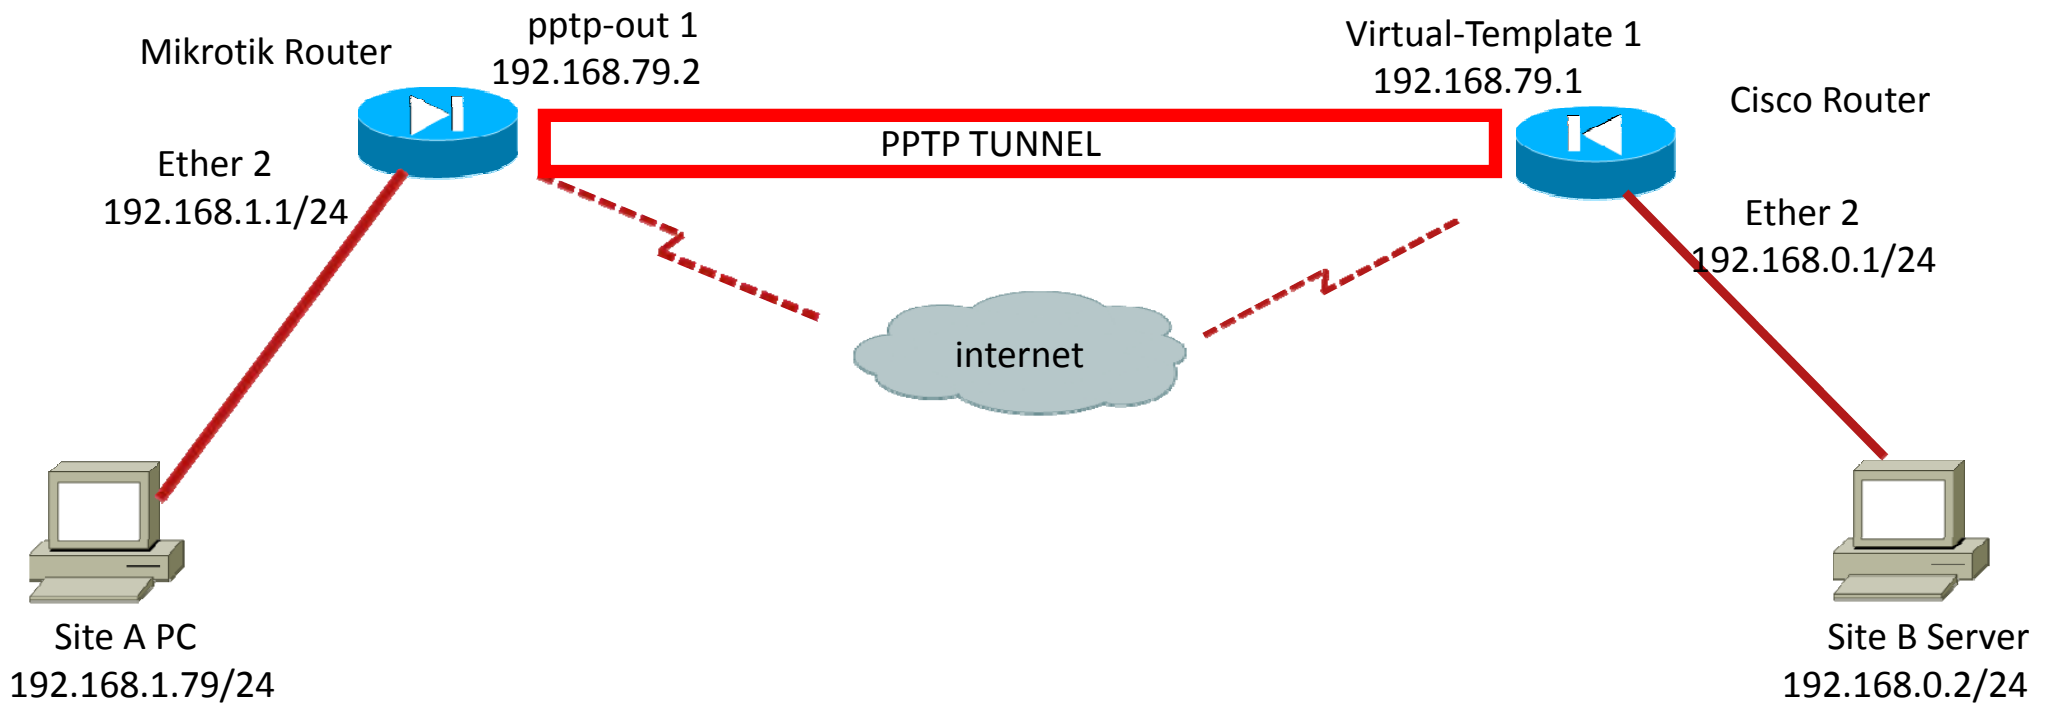 pptp-out 1
192.168.79.2
Mikrotik Router
Virtual-Template 1
192.168.79.1
Cisco Router
PPTP TUNNEL
Ether 2
192.168.1.1/24
Ether 2
192.168.0.1/24
internet
Site A PC
192.168.1.79/24
Site B Server
192.168.0.2/24